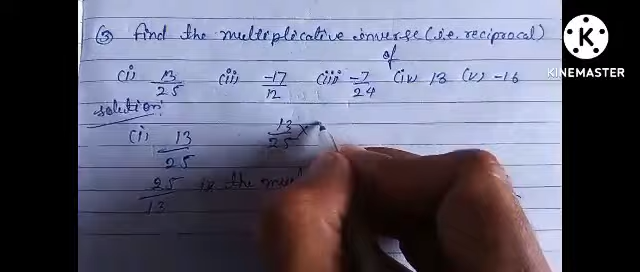 ③ Find the multiplicative inverse (i.e. reciprocal) of
(i) 13/25 (ii) -17/12 (iii) -7/24 (iv) 13 (v) -16
Solution:
(i) 13/25 13/25 ×
25/13 is the
K
KINEMASTER